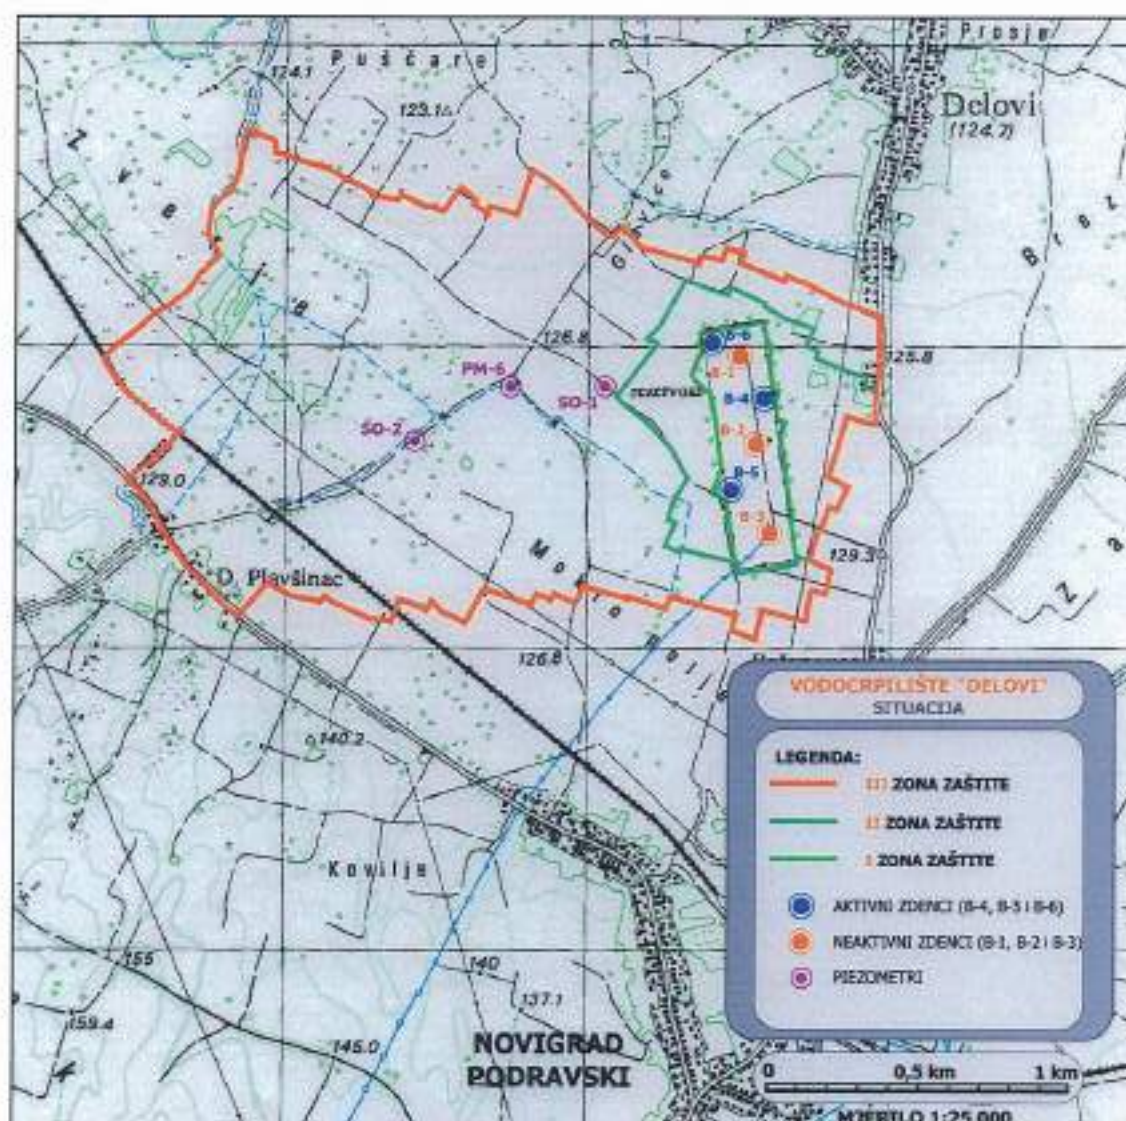 Prosje
Puščare
124.1
123.1
Delovi
(124.7)
126.8
B-6
125.8
PM-6
SO-1
B-4
SO-2
B-5
B-3
129.0
129.3
D. Plavšinac
126.8
140.2
Kovilje
155
140
137.1
159.4
145.0
NOVIGRAD
PODRAVSKI
VODOCRPILIŠTE "DELOVI"
SITUACIJA
LEGENDA:
III ZONA ZAŠTITE
II ZONA ZAŠTITE
I ZONA ZAŠTITE
AKTIVNI ZDENCI (B-4, B-5 i B-6)
NEAKTIVNI ZDENCI (B-1, B-2 i B-3)
PIEZOMETRI
0 0,5 km 1 km
MJERILO 1:25 000